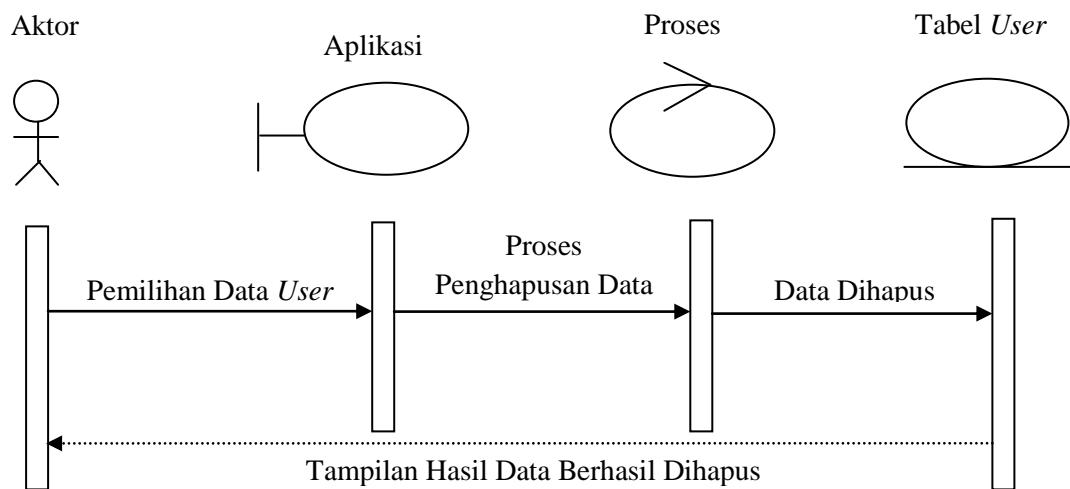 Aktor
Aplikasi
Proses
Tabel User
Pemilihan Data User
Proses
Penghapusan Data
Data Dihapus
Tampilan Hasil Data Berhasil Dihapus